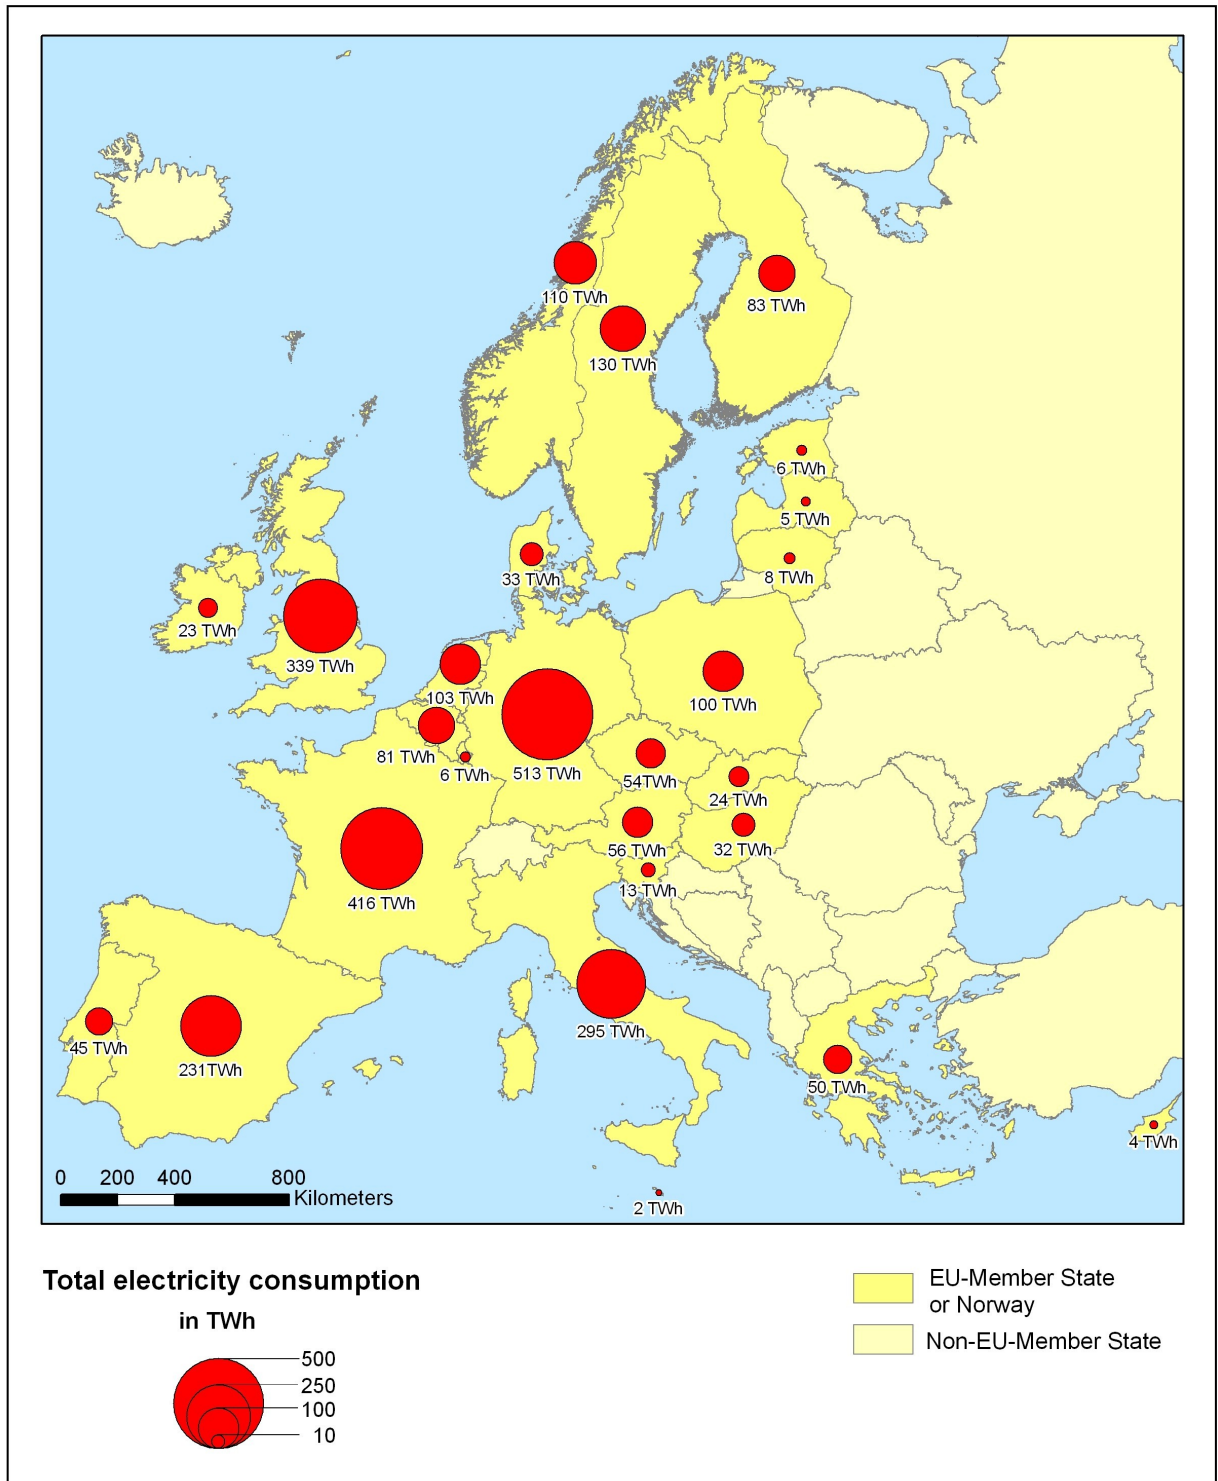 110 TWh
83 TWh
130 TWh
6 TWh
5 TWh
8 TWh
33 TWh
23 TWh
339 TWh
103 TWh
100 TWh
81 TWh
6 TWh
513 TWh
54TWh
24 TWh
56 TWh
32 TWh
13 TWh
416 TWh
295 TWh
45 TWh
231TWh
50 TWh
4 TWh
2 TWh
0 200 400 800
Kilometers
Total electricity consumption
in TWh
500
250
100
10
EU-Member State
or Norway
Non-EU-Member State